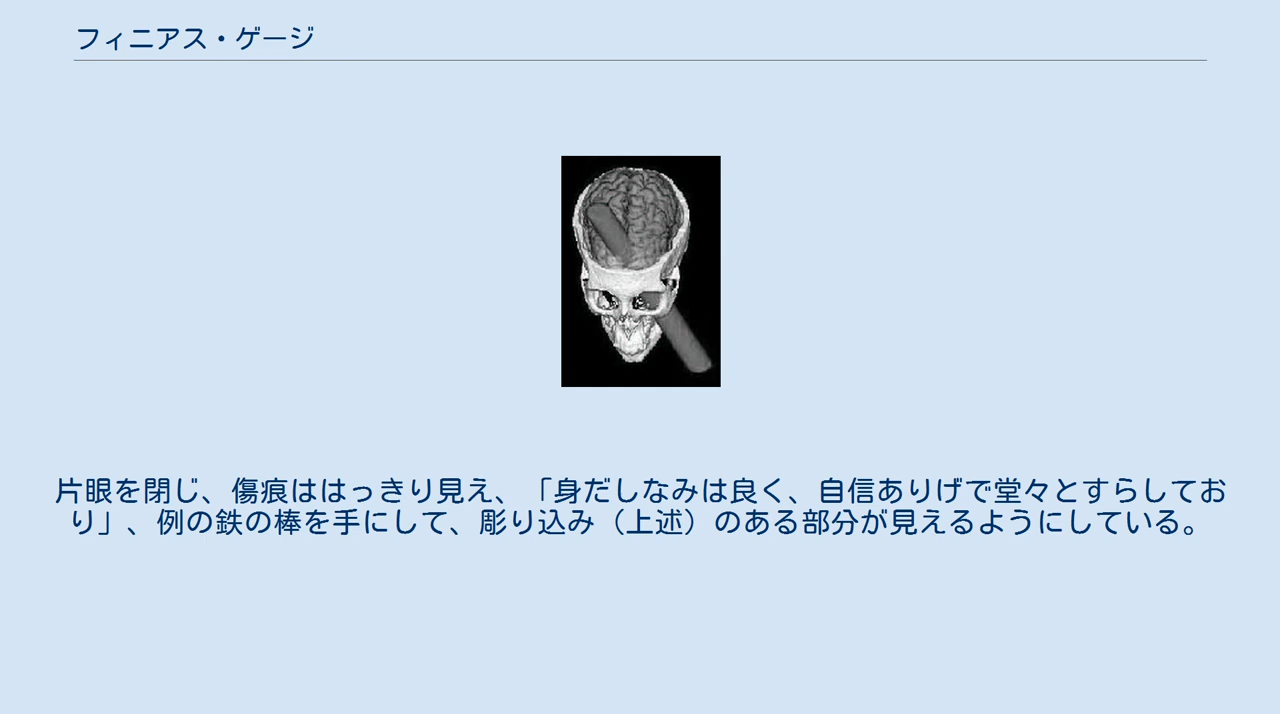 フィニアス・ゲージ
片眼を閉じ、傷痕ははっきり見え、「身だしなみは良く、自信ありげで堂々とすらしてお
り」、例の鉄の棒を手にして、彫り込み（上述）のある部分が見えるようにしている。